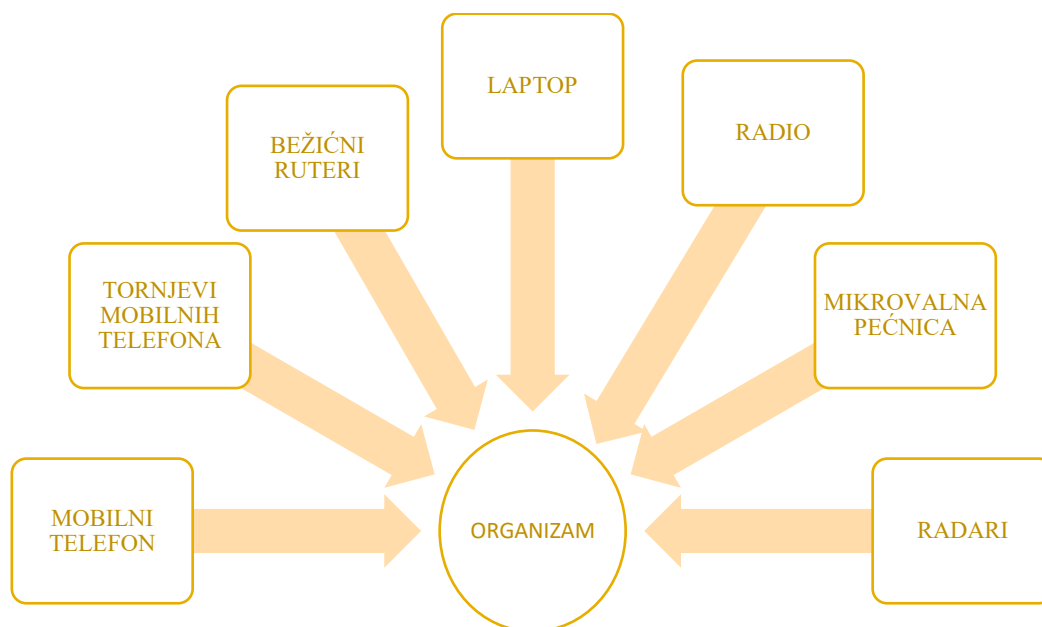 LAPTOP
RADIO
BEŽIĆNI
RUTERI
TORNJEVI
MOBILNIH
TELEFONA
MIKROVALNA
PEĆNICA
MOBILNI
TELEFON
ORGANIZAM
RADARI